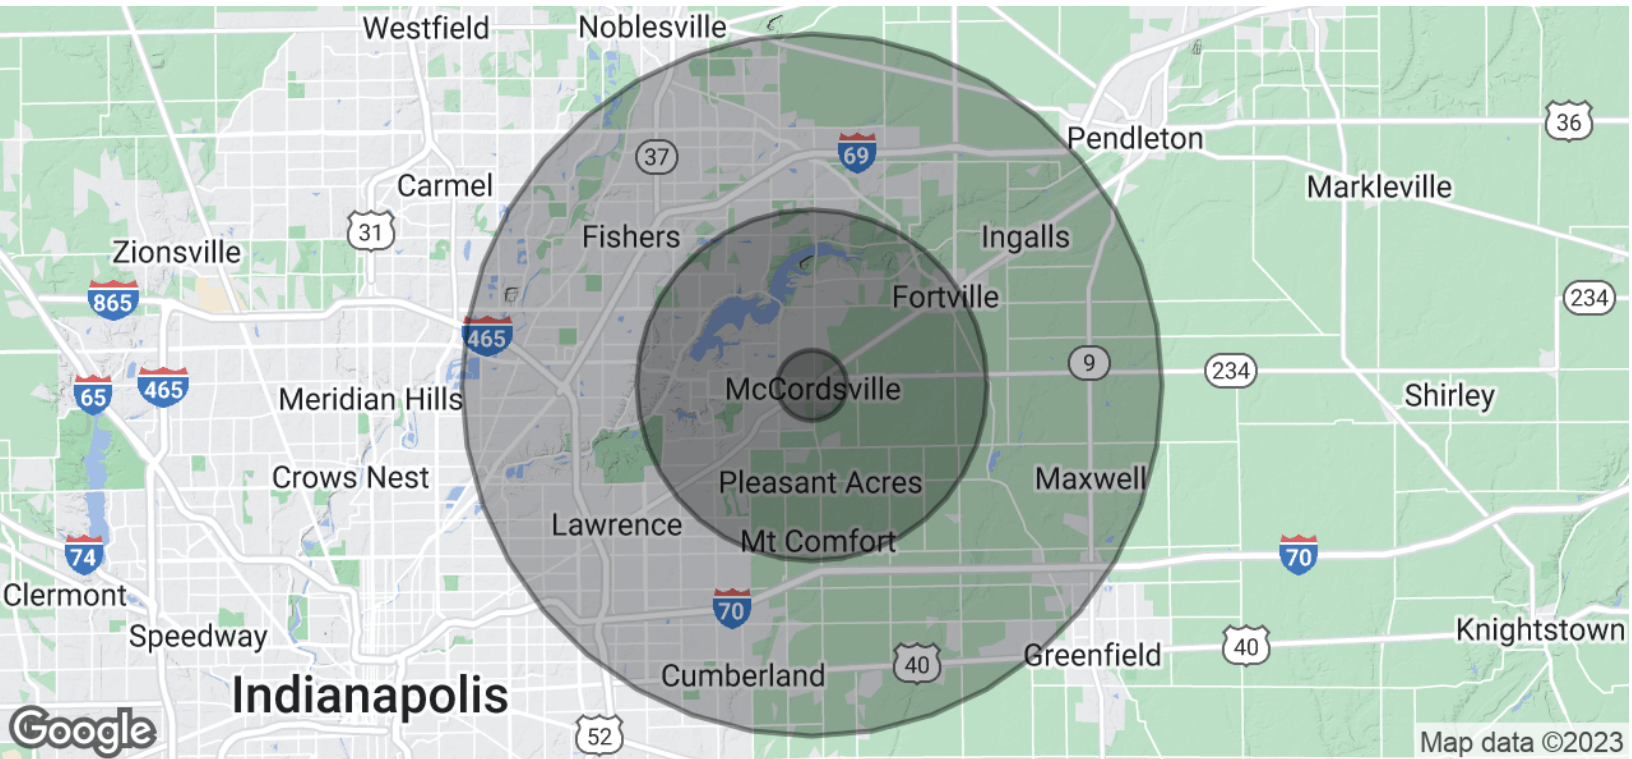 Westfield
Noblesville
36
Pendleton
37
69
Carmel
Markleville
31
Fishers
Ingalls
Zionsville
865
Fortville
234
465
9
234
65
465
Meridian Hills
McCordsville
Shirley
Crows Nest
Pleasant Acres
Maxwell
Lawrence
Mt Comfort
74
70
Clermont
70
Speedway
Knightstown
40
Greenfield
40
Cumberland
Indianapolis
Google
52
Map data ©2023